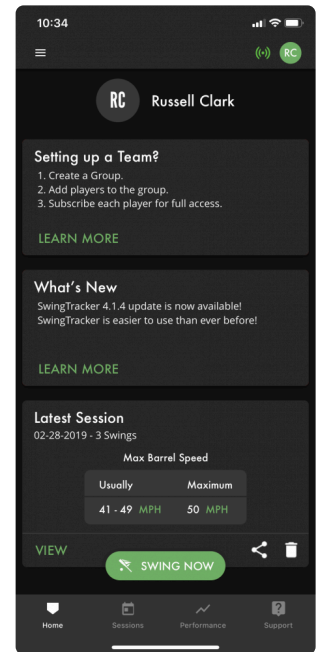 10:34
RC
RC
Russell Clark
Setting up a Team?
1. Create a Group.
2. Add players to the group.
3. Subscribe each player for full access.
LEARN MORE
What's New
SwingTracker 4.1.4 update is now available!
SwingTracker is easier to use than ever before!
LEARN MORE
Latest Session
02-28-2019 - 3 Swings
Max Barrel Speed
Usually Maximum
41 - 49 MPH 50 MPH
VIEW
SWING NOW
Home Sessions Performance Support